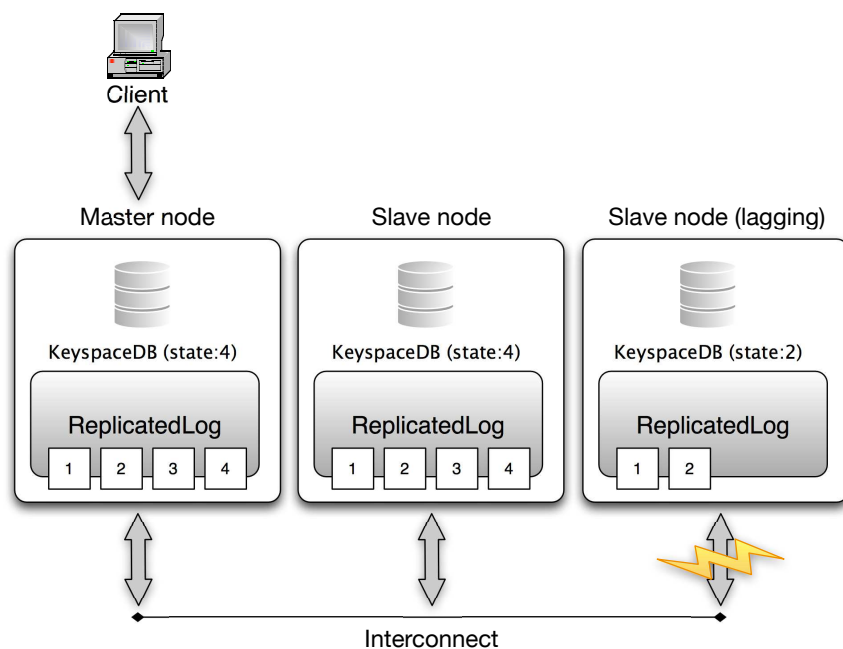 Client
Master node
Slave node
Slave node (lagging)
KeyspaceDB (state:4)
KeyspaceDB (state:4)
KeyspaceDB (state:2)
ReplicatedLog
ReplicatedLog
ReplicatedLog
1 2 3 4
1 2 3 4
1 2
Interconnect